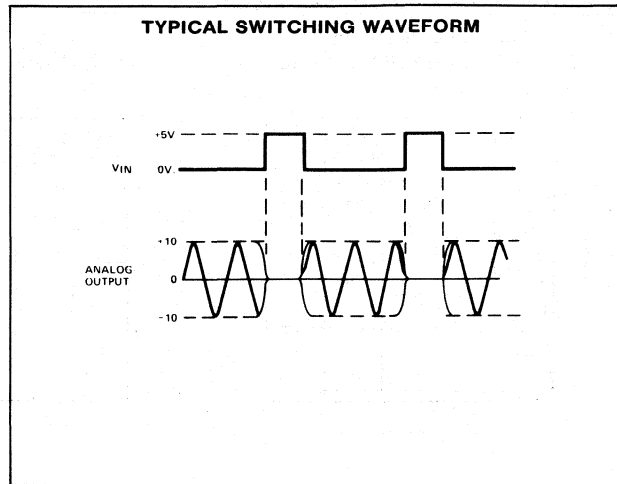 TYPICAL SWITCHING WAVEFORM
+5V
VIN 0V.
+10
ANALOG
OUTPUT
0
-10